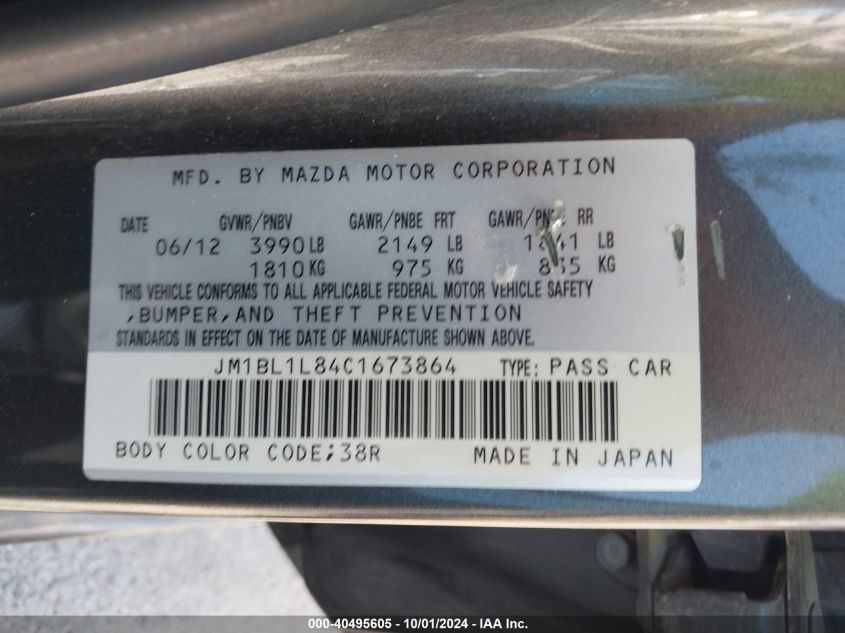 MFD. BY MAZDA MOTOR CORPORATION
DATE GVWR/PNBV GAWR/PNBE FRT GAWR/PNBE RR
06/12 3990 LB 2149 LB LB
1810 KG 975 KG KG
THIS VEHICLE CONFORMS TO ALL APPLICABLE FEDERAL MOTOR VEHICLE SAFETY
,BUMPER,AND THEFT PREVENTION
STANDARDS IN EFFECT ON THE DATE OF MANUFACTURE SHOWN ABOVE.
JM1BL1L84C1673864 TYPE: PASS CAR
BODY COLOR CODE;38R MADE IN JAPAN
000-40495605 - 10/01/2024 - IAA Inc.